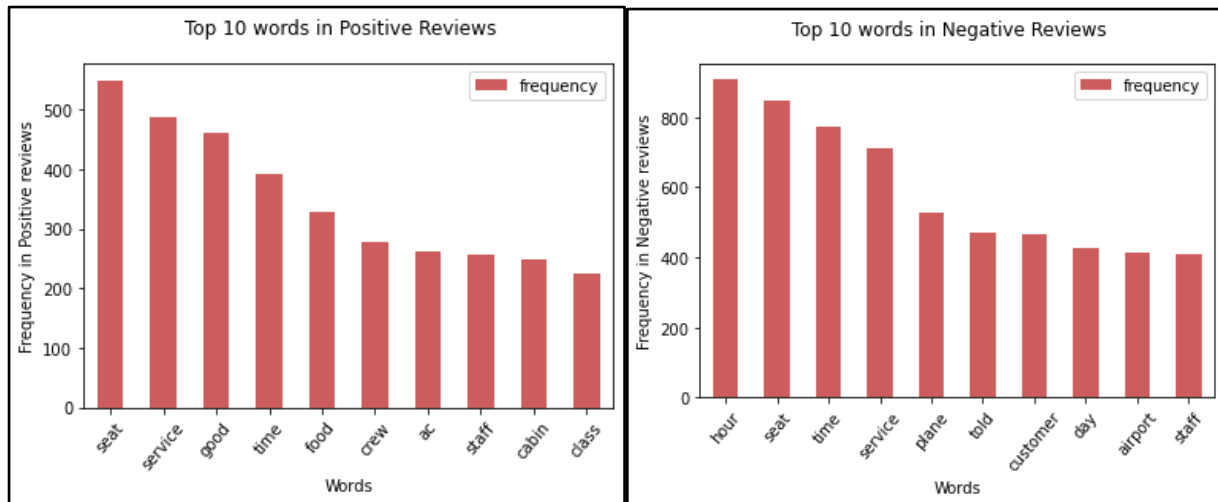 Top 10 words in Positive Reviews
frequency
Frequency in Positive reviews
500
400
300
200
100
0
seat
service
good
time
food
crew
ac
staff
cabin
class
Words
Top 10 words in Negative Reviews
frequency
Frequency in Negative reviews
800
600
400
200
0
hour
seat
time
service
plane
told
customer
day
airport
staff
Words